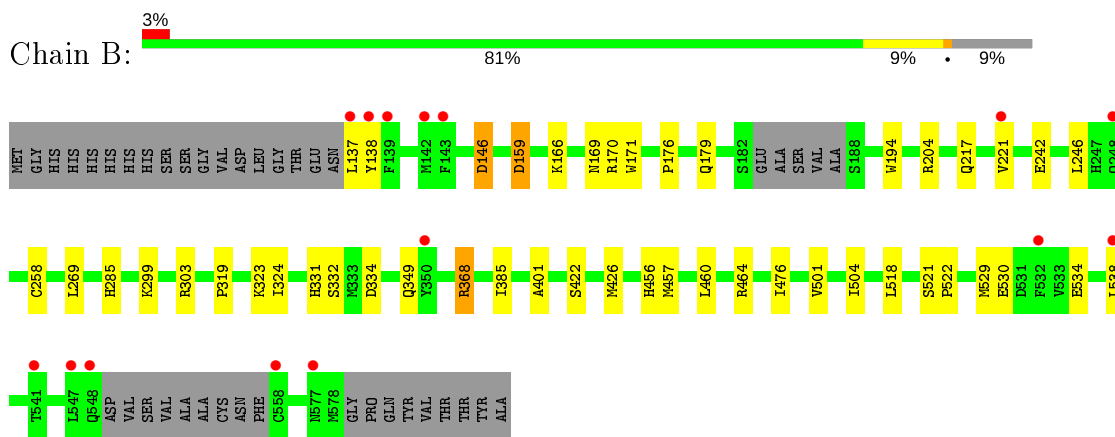 3%
Chain B:
81% 9% • 9%
MET GLY HIS HIS HIS HIS HIS HIS SER SER GLY VAL ASP LEU GLY THR GLU ASN L137 Y138 F139 M142 F143 D146 D159 K166 N169 R170 W171 P176 Q179 S182 GLU ALA SER VAL ALA S188 W194 R204 Q217 V221 E242 L246 H247 Q248
C258 L269 H285 K299 R303 P319 K323 I324 H331 S332 M333 D334 Q349 Y350 R368 I385 A401 S422 M426 H456 M457 L460 R464 I476 V501 I504 L518 S521 P522 M529 E530 D531 F532 V533 E534 L538
T541 L547 Q548 ASP VAL SER VAL ALA ALA CYS ASN PHE C558 N577 M578 GLY PRO GLN TYR VAL THR THR TYR ALA